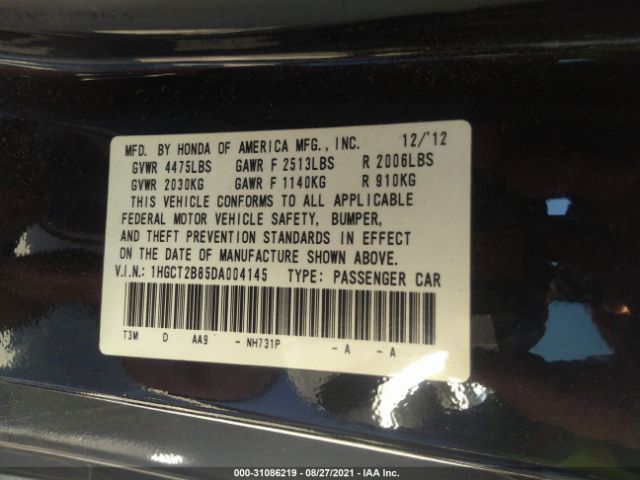 MFD. BY HONDA OF AMERICA MFG., INC. 12/'12
GVWR 4475LBS GAWR F 2513LBS R 2006LBS
GVWR 2030KG GAWR F 1140KG R 910KG
THIS VEHICLE CONFORMS TO ALL APPLICABLE
FEDERAL MOTOR VEHICLE SAFETY, BUMPER,
AND THEFT PREVENTION STANDARDS IN EFFECT
ON THE DATE OF MANUFACTURE SHOWN ABOVE.
V.I.N.: 1HGCT2B85DA004145 TYPE: PASSENGER CAR
T3M D AA9 - NH731P - A - A
000-31086219 - 08/27/2021 - IAA Inc.